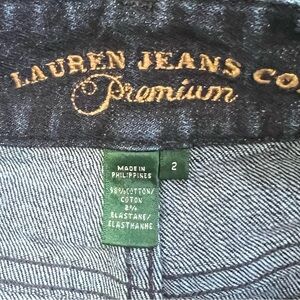 LAUREN JEANS CO.
Premium
MADE IN
PHILIPPINES
2
98% COTTON/
COTON
2%
ELASTANE/
ELASTHANNE